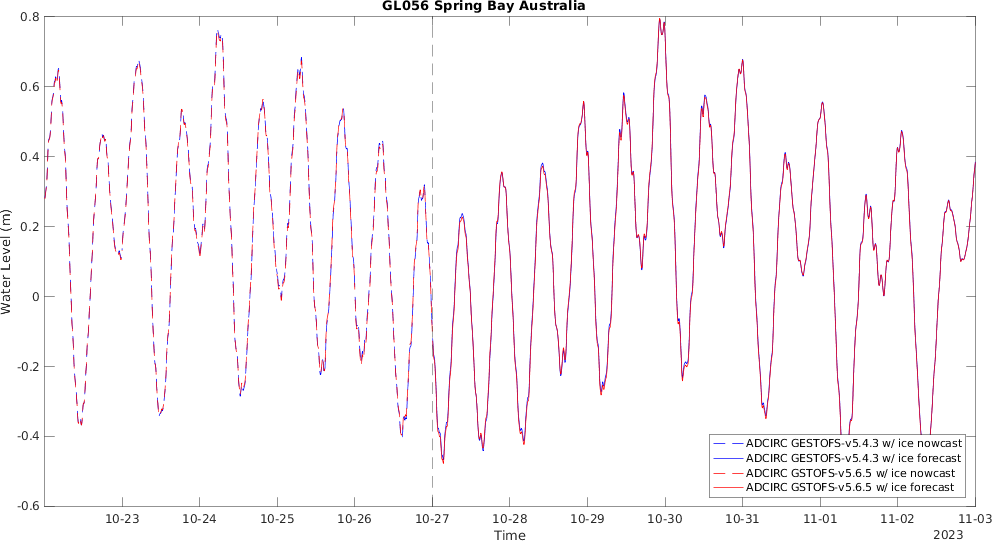 GL056 Spring Bay Australia
0.8
0.6
0.4
0.2
0
-0.2
-0.4
-0.6
Water Level (m)
10-23 10-24 10-25 10-26 10-27 10-28 10-29 10-30 10-31 11-01 11-02 11-03
2023
Time
ADCIRC GESTOFS-v5.4.3 w/ ice nowcast
ADCIRC GESTOFS-v5.4.3 w/ ice forecast
ADCIRC GSTOFS-v5.6.5 w/ ice nowcast
ADCIRC GSTOFS-v5.6.5 w/ ice forecast